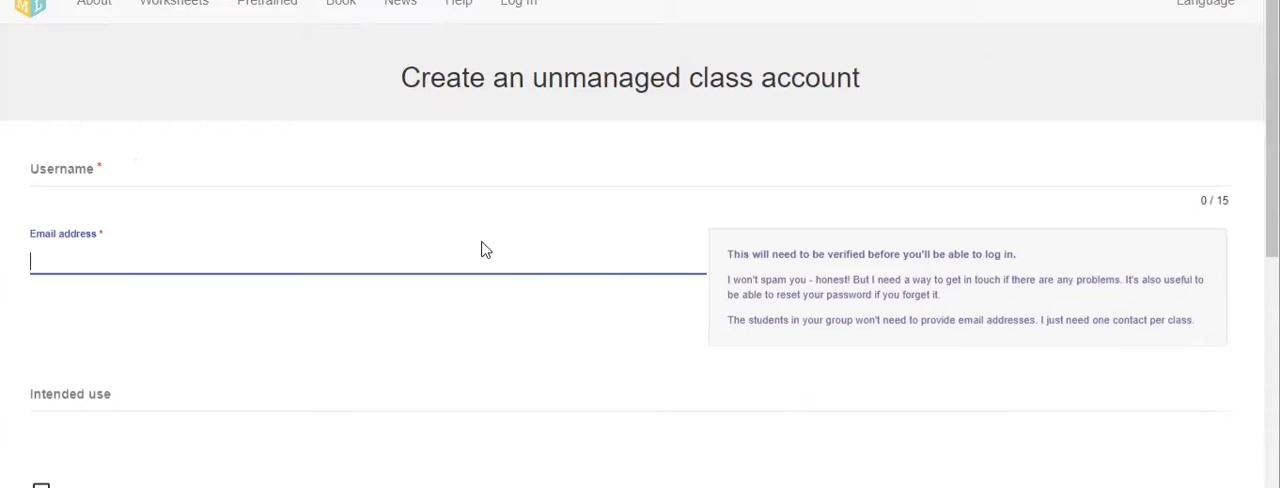 ML
About Worksheets Pretrained Book News Help Log In Language
Create an unmanaged class account
Username *
0 / 15
Email address *
This will need to be verified before you'll be able to log in.
I won't spam you - honest! But I need a way to get in touch if there are any problems. It's also useful to
be able to reset your password if you forget it.
The students in your group won't need to provide email addresses. I just need one contact per class.
Intended use